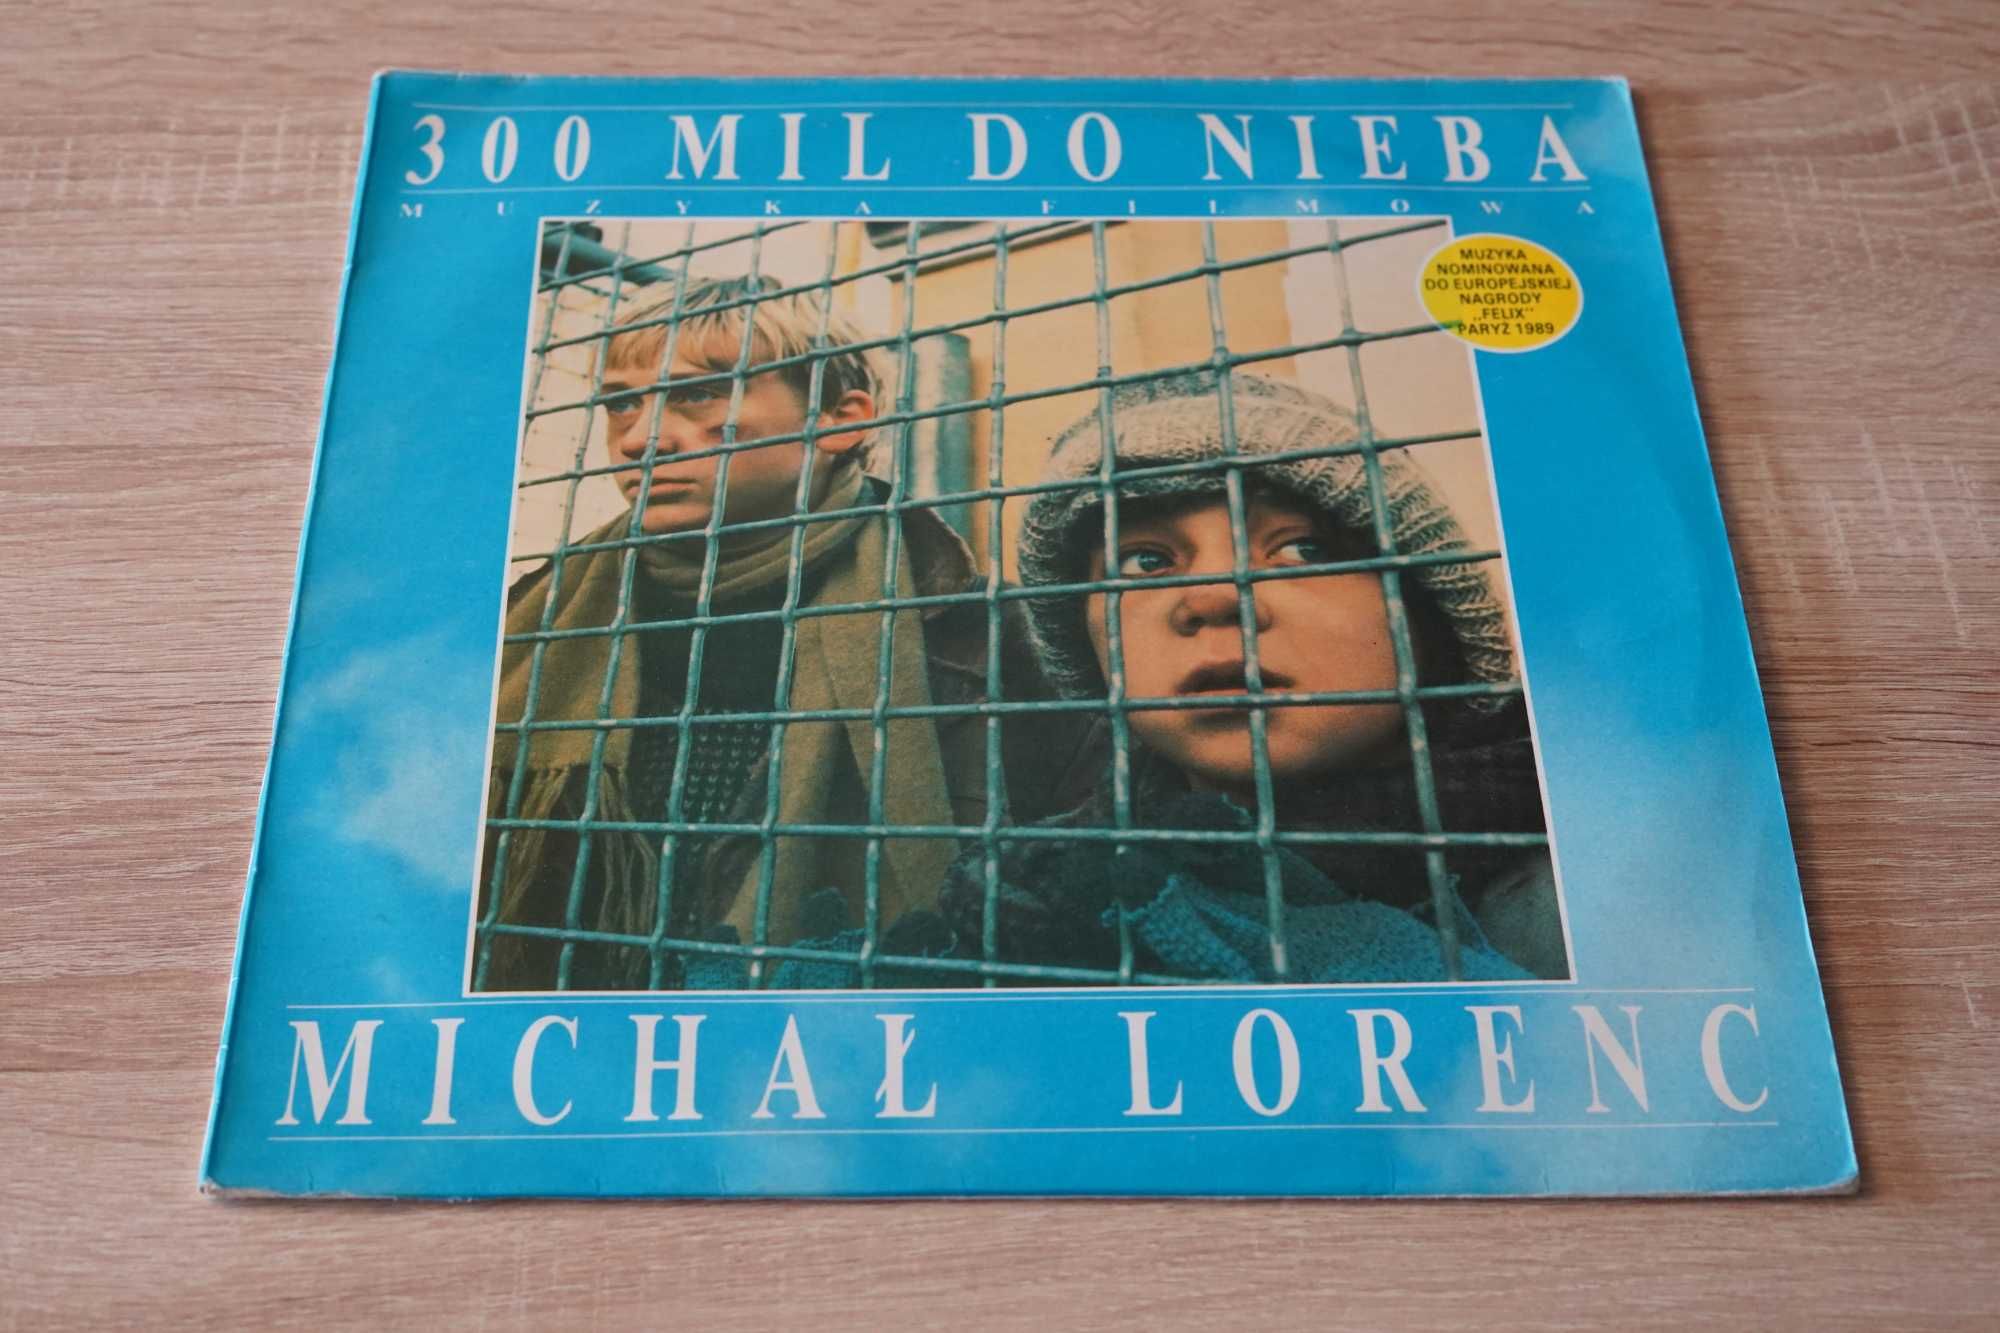 300 MIL DO NIEBA
MUZYKA FILMOWA
MUZYKA
NOMINOWANA
DO EUROPEJSKIEJ
NAGRODY
„FELIX”
PARYŻ 1989
MICHAŁ LORENC